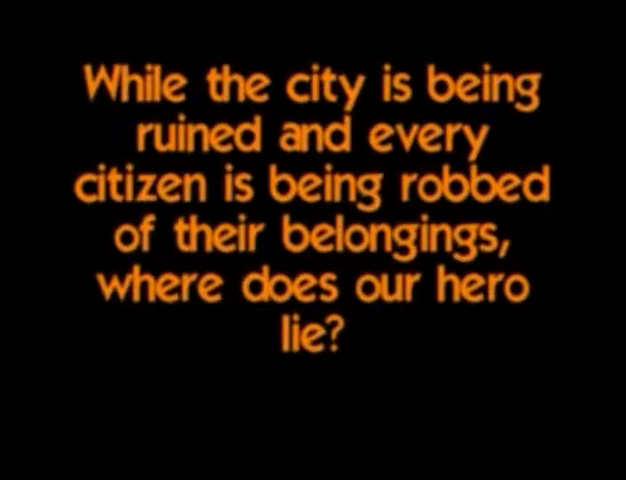 While the city is being
ruined and every
citizen is being robbed
of their belongings,
where does our hero
lie?